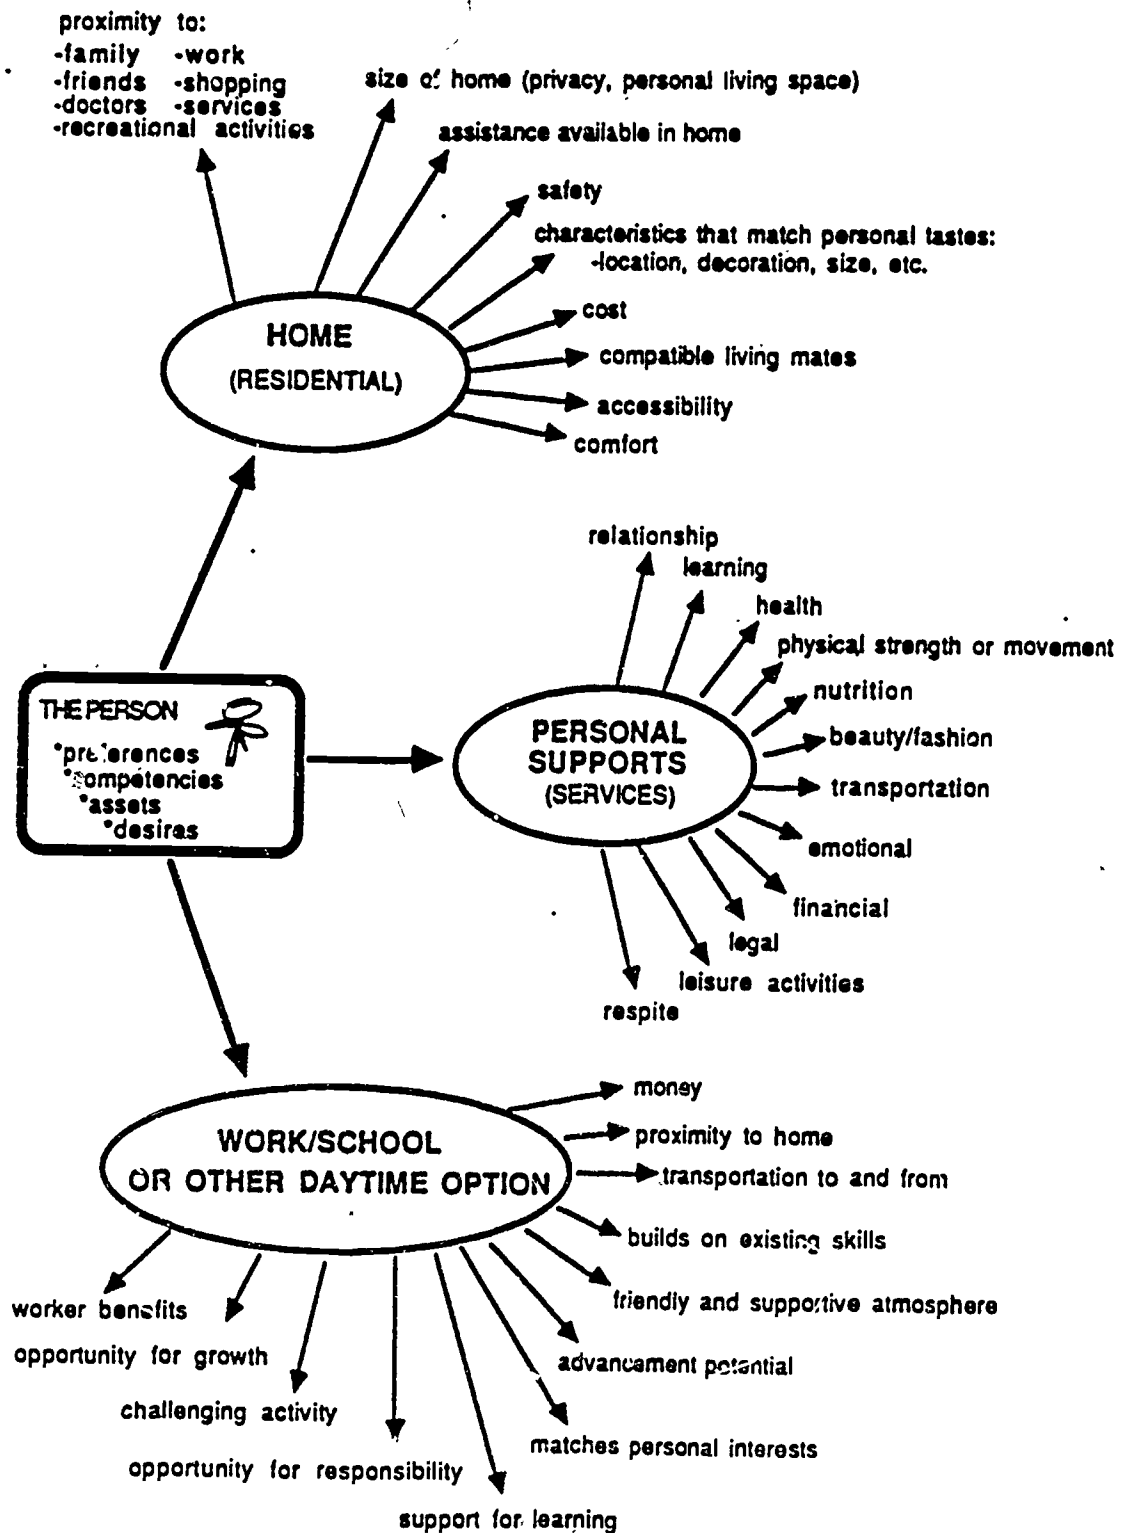 proximity to:
-family -work
-friends -shopping
-doctors -services
-recreational activities
size of home (privacy, personal living space)
assistance available in home
safety
characteristics that match personal tastes:
-location, decoration, size, etc.
cost
compatible living mates
accessibility
comfort
HOME
(RESIDENTIAL)
relationship
learning
health
physical strength or movement
nutrition
beauty/fashion
transportation
emotional
financial
legal
leisure activities
respite
THE PERSON
*preferences
*competencies
*assets
*desires
PERSONAL
SUPPORTS
(SERVICES)
money
proximity to home
transportation to and from
builds on existing skills
friendly and supportive atmosphere
advancement potential
matches personal interests
support for learning
opportunity for responsibility
challenging activity
opportunity for growth
worker benefits
WORK/SCHOOL
OR OTHER DAYTIME OPTION